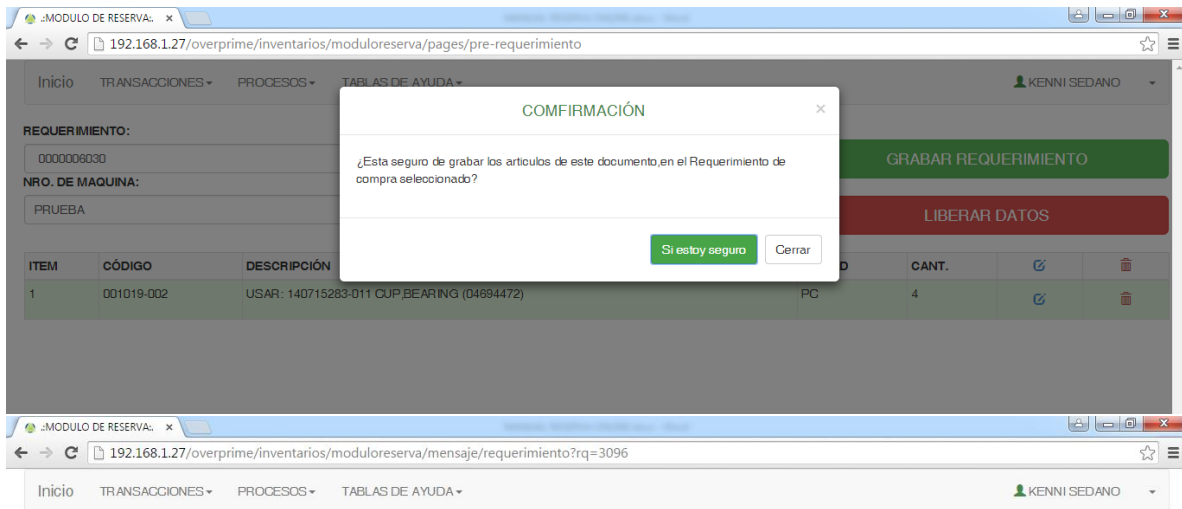 .:MODULO DE RESERVA:.
192.168.1.27/overprime/inventarios/moduloreserva/pages/pre-requerimiento
Inicio TRANSACCIONES PROCESOS TABLAS DE AYUDA KENNI SEDANO
COMFIRMACIÓN
REQUERIMIENTO:
0000006030
¿Esta seguro de grabar los articulos de este documento,en el Requerimiento de
compra seleccionado?
GRABAR REQUERIMIENTO
NRO. DE MAQUINA:
PRUEBA
LIBERAR DATOS
Si estoy seguro Cerrar
ITEM CÓDIGO DESCRIPCIÓN D CANT.
1 001019-002 USAR: 140715283-011 CUP,BEARING (04694472) PC 4
.:MODULO DE RESERVA:.
192.168.1.27/overprime/inventarios/moduloreserva/mensaje/requerimiento?rq=3096
Inicio TRANSACCIONES PROCESOS TABLAS DE AYUDA KENNI SEDANO